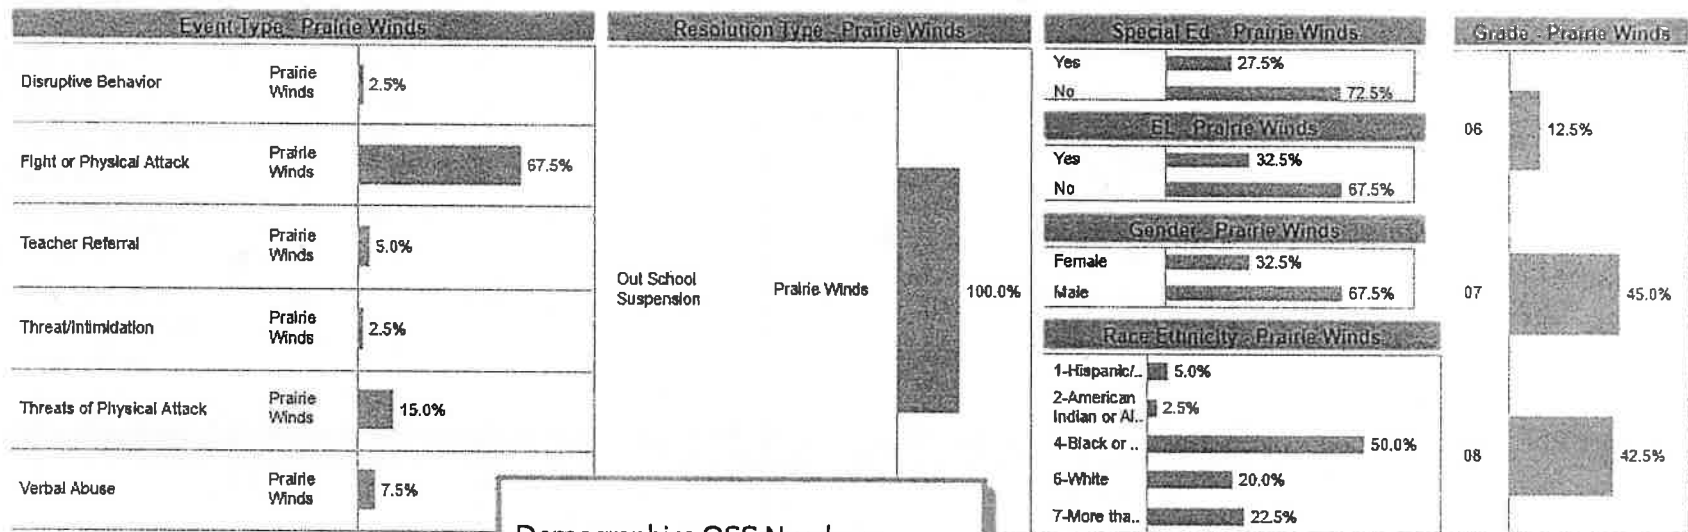 Event Type - Prairie Winds
Disruptive Behavior Prairie Winds 2.5%
Fight or Physical Attack Prairie Winds 67.5%
Teacher Referral Prairie Winds 5.0%
Threat/Intimidation Prairie Winds 2.5%
Threats of Physical Attack Prairie Winds 15.0%
Verbal Abuse Prairie Winds 7.5%
Resolution Type - Prairie Winds
Out School Suspension Prairie Winds 100.0%
Special Ed - Prairie Winds
Yes 27.5%
No 72.5%
EL - Prairie Winds
Yes 32.5%
No 67.5%
Gender - Prairie Winds
Female 32.5%
Male 67.5%
Race Ethnicity - Prairie Winds
1-Hispanic/.. 5.0%
2-American Indian or Al.. 2.5%
4-Black or .. 50.0%
6-White 20.0%
7-More tha.. 22.5%
Grade - Prairie Winds
06 12.5%
07 45.0%
08 42.5%
Demographics OSS